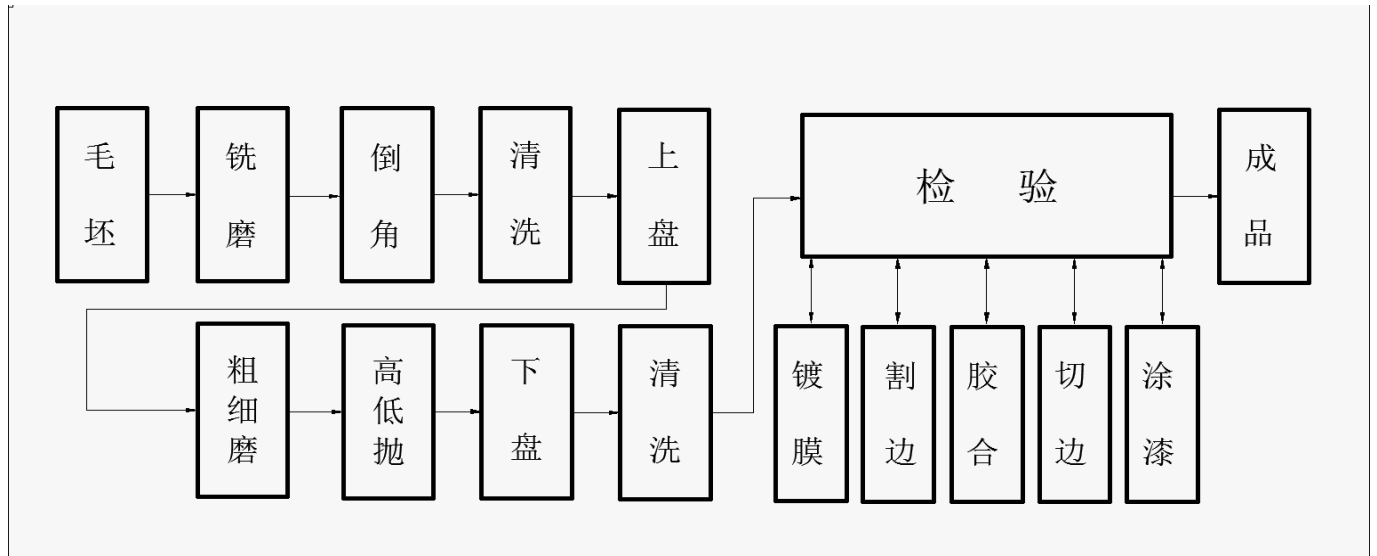 毛坯
铣磨
倒角
清洗
上盘
检验
成品
粗细磨
高低抛
下盘
清洗
镀膜
割边
胶合
切边
涂漆